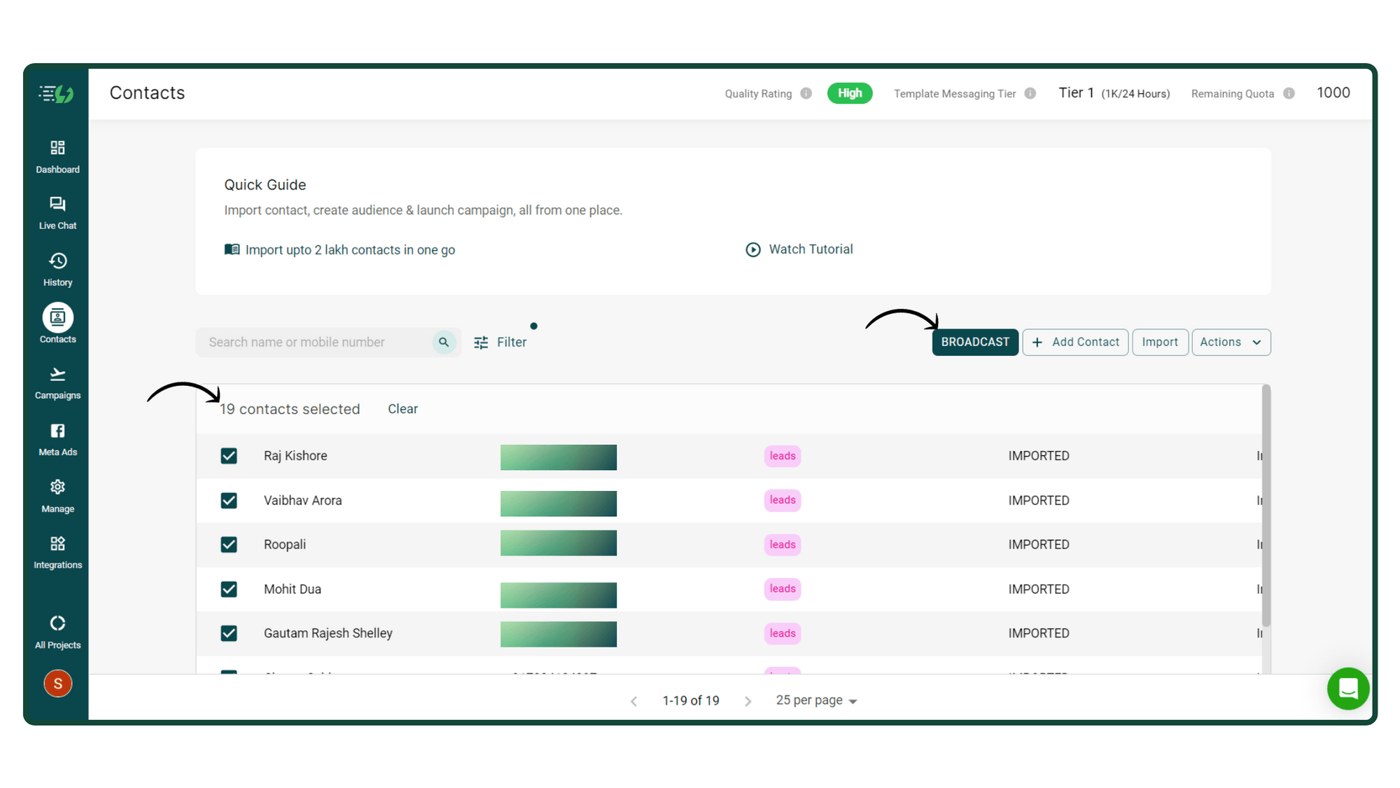 Contacts
Quality Rating High Template Messaging Tier Tier 1 (1K/24 Hours) Remaining Quota 1000
Dashboard
Live Chat
History
Contacts
Campaigns
Meta Ads
Manage
Integrations
All Projects
S
Quick Guide
Import contact, create audience & launch campaign, all from one place.
Import upto 2 lakh contacts in one go Watch Tutorial
Search name or mobile number Filter BROADCAST + Add Contact Import Actions
19 contacts selected Clear
Raj Kishore leads IMPORTED
Vaibhav Arora leads IMPORTED
Roopali leads IMPORTED
Mohit Dua leads IMPORTED
Gautam Rajesh Shelley leads IMPORTED
1-19 of 19 25 per page